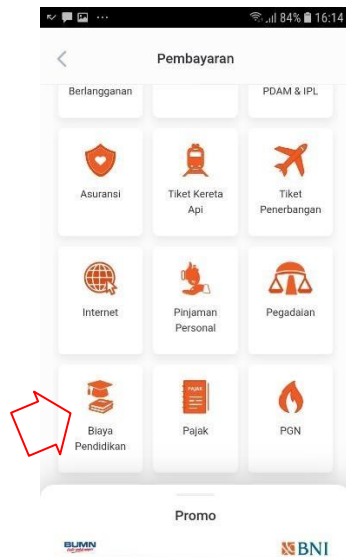 84% 16:14
Pembayaran
Berlangganan
PDAM & IPL
Asuransi
Tiket Kereta
Api
Tiket
Penerbangan
Internet
Pinjaman
Personal
Pegadaian
PAJAK
Biaya
Pendidikan
Pajak
PGN
Promo
BUMN
BNI